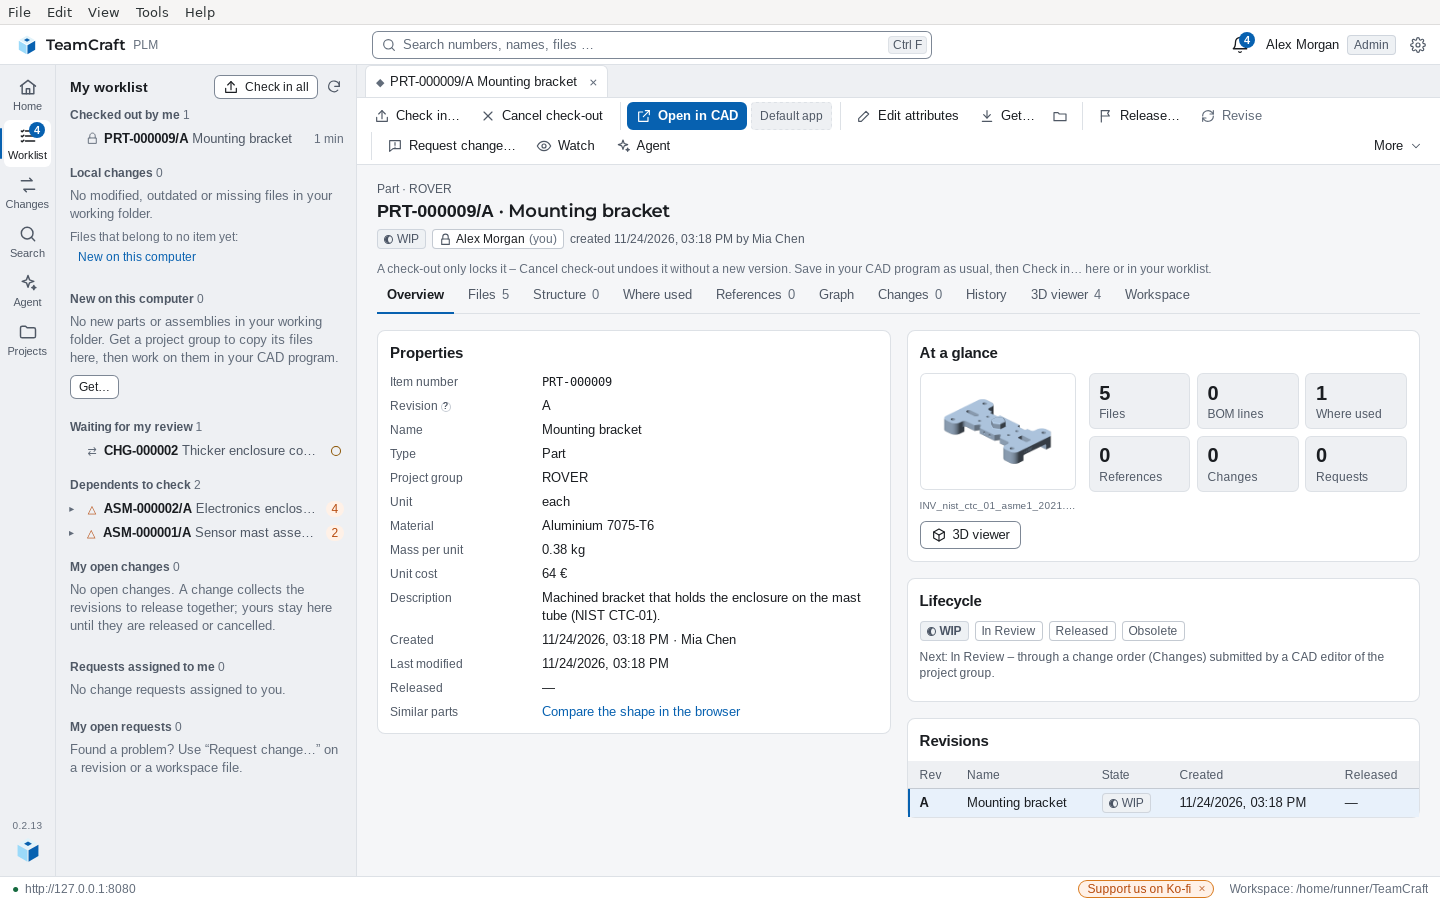 File Edit View Tools Help
TeamCraft PLM
Search numbers, names, files … Ctrl F
4 Alex Morgan Admin
Home
4
Worklist
Changes
Search
Agent
Projects
0.2.13
My worklist Check in all
Checked out by me 1
PRT-000009/A Mounting bracket 1 min
Local changes 0
No modified, outdated or missing files in your
working folder.
Files that belong to no item yet:
New on this computer
New on this computer 0
No new parts or assemblies in your working
folder. Get a project group to copy its files
here, then work on them in your CAD program.
Get…
Waiting for my review 1
CHG-000002 Thicker enclosure co…
Dependents to check 2
ASM-000002/A Electronics enclos… 4
ASM-000001/A Sensor mast asse… 2
My open changes 0
No open changes. A change collects the
revisions to release together; yours stay here
until they are released or cancelled.
Requests assigned to me 0
No change requests assigned to you.
My open requests 0
Found a problem? Use “Request change…” on
a revision or a workspace file.
PRT-000009/A Mounting bracket ×
Check in… Cancel check-out Open in CAD Default app Edit attributes Get… Release… Revise
Request change… Watch Agent More
Part · ROVER
PRT-000009/A · Mounting bracket
WIP Alex Morgan (you) created 11/24/2026, 03:18 PM by Mia Chen
A check-out only locks it – Cancel check-out undoes it without a new version. Save in your CAD program as usual, then Check in… here or in your worklist.
Overview Files 5 Structure 0 Where used References 0 Graph Changes 0 History 3D viewer 4 Workspace
Properties
Item number PRT-000009
Revision ? A
Name Mounting bracket
Type Part
Project group ROVER
Unit each
Material Aluminium 7075-T6
Mass per unit 0.38 kg
Unit cost 64 €
Description Machined bracket that holds the enclosure on the mast
tube (NIST CTC-01).
Created 11/24/2026, 03:18 PM · Mia Chen
Last modified 11/24/2026, 03:18 PM
Released —
Similar parts Compare the shape in the browser
At a glance
5 Files
0 BOM lines
1 Where used
0 References
0 Changes
0 Requests
INV_nist_ctc_01_asme1_2021.…
3D viewer
Lifecycle
WIP In Review Released Obsolete
Next: In Review – through a change order (Changes) submitted by a CAD editor of the
project group.
Revisions
Rev Name State Created Released
A Mounting bracket WIP 11/24/2026, 03:18 PM —
http://127.0.0.1:8080 Support us on Ko-fi × Workspace: /home/runner/TeamCraft